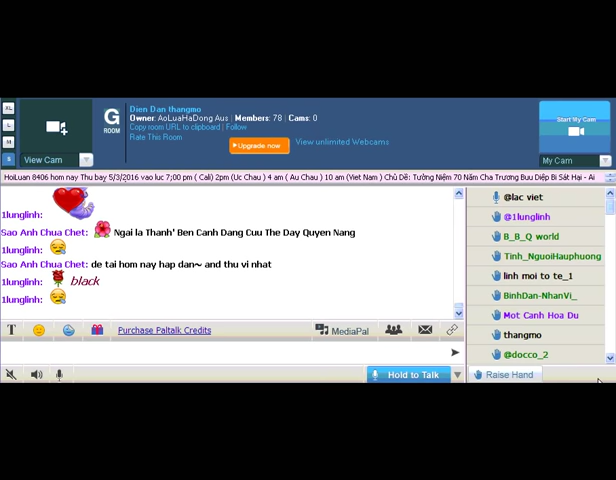 XL
L
M
S
View Cam
G
ROOM
Dien Dan thangmo
Owner: AoLuaHaDong Aus | Members: 78 | Cams: 0
Copy room URL to clipboard | Follow
Rate This Room
Upgrade now
View unlimited Webcams
Start My Cam
My Cam
HoiLuan 8406 hom nay Thu bay 5/3/2016 vao luc 7;00 pm ( Cali) 2pm (Uc Chau ) 4 am ( Au Chau ) 10 am (Viet Nam ) Chủ Đề: Tưởng Niệm 70 Năm Cha Trương Bưu Diệp Bi Sát Hại - Ai
1lunglinh:
Sao Anh Chua Chet: Ngai la Thanh' Ben Canh Dang Cuu The Day Quyen Nang
1lunglinh:
Sao Anh Chua Chet: de tai hom nay hap dan~ and thu vi nhat
1lunglinh: black
1lunglinh:
@lac viet
@1lunglinh
B_B_Q world
Tinh_NguoiHauphuong
linh moi to te_1
BinhDan-NhanVi_
Mot Canh Hoa Du
thangmo
@docco_2
T
Purchase Paltalk Credits
MediaPal
Hold to Talk
Raise Hand